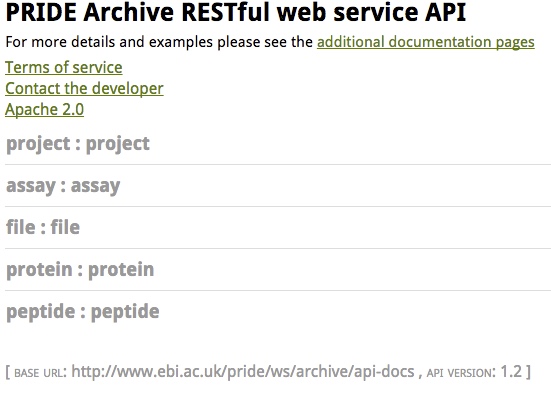 PRIDE Archive RESTful web service API
For more details and examples please see the additional documentation pages
Terms of service
Contact the developer
Apache 2.0
project : project
assay : assay
file : file
protein : protein
peptide : peptide
[ BASE URL: http://www.ebi.ac.uk/pride/ws/archive/api-docs , API VERSION: 1.2 ]